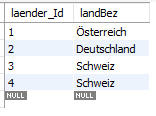 laender_Id landBez
1 Österreich
2 Deutschland
3 Schweiz
4 Schweiz
NULL NULL